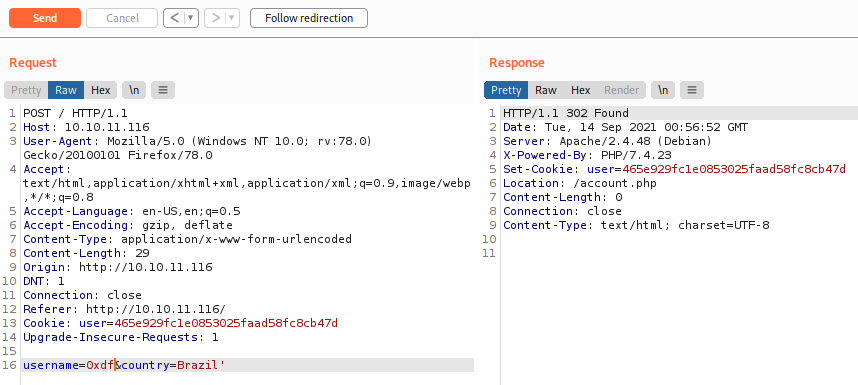 Send Cancel < > Follow redirection
Request
Pretty Raw Hex \n
1 POST / HTTP/1.1
2 Host: 10.10.11.116
3 User-Agent: Mozilla/5.0 (Windows NT 10.0; rv:78.0)
Gecko/20100101 Firefox/78.0
4 Accept:
text/html,application/xhtml+xml,application/xml;q=0.9,image/webp
,*/*;q=0.8
5 Accept-Language: en-US,en;q=0.5
6 Accept-Encoding: gzip, deflate
7 Content-Type: application/x-www-form-urlencoded
8 Content-Length: 29
9 Origin: http://10.10.11.116
10 DNT: 1
11 Connection: close
12 Referer: http://10.10.11.116/
13 Cookie: user=465e929fc1e0853025faad58fc8cb47d
14 Upgrade-Insecure-Requests: 1
15
16 username=0xdf&country=Brazil'
Response
Pretty Raw Hex Render \n
1 HTTP/1.1 302 Found
2 Date: Tue, 14 Sep 2021 00:56:52 GMT
3 Server: Apache/2.4.48 (Debian)
4 X-Powered-By: PHP/7.4.23
5 Set-Cookie: user=465e929fc1e0853025faad58fc8cb47d
6 Location: /account.php
7 Content-Length: 0
8 Connection: close
9 Content-Type: text/html; charset=UTF-8
10
11